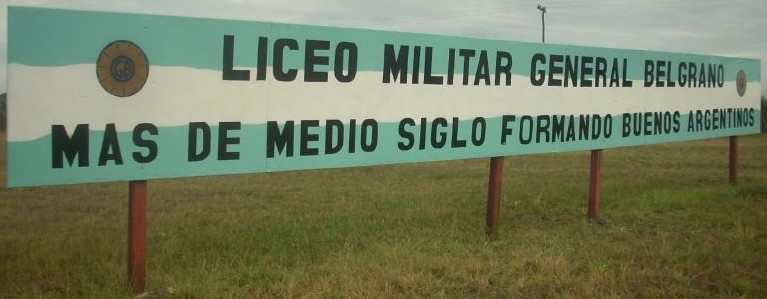 LICEO MILITAR GENERAL BELGRANO
MAS DE MEDIO SIGLO FORMANDO BUENOS ARGENTINOS